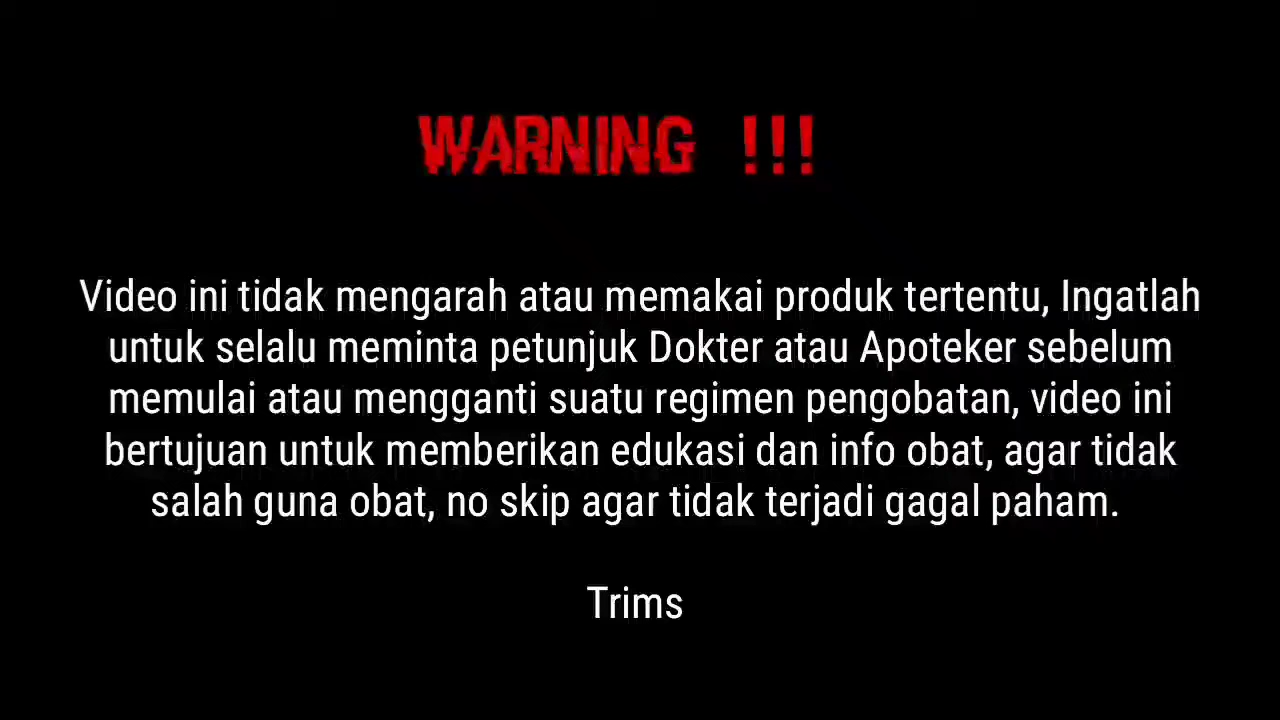 WARNING !!!
Video ini tidak mengarah atau memakai produk tertentu, Ingatlah
untuk selalu meminta petunjuk Dokter atau Apoteker sebelum
memulai atau mengganti suatu regimen pengobatan, video ini
bertujuan untuk memberikan edukasi dan info obat, agar tidak
salah guna obat, no skip agar tidak terjadi gagal paham.
Trims